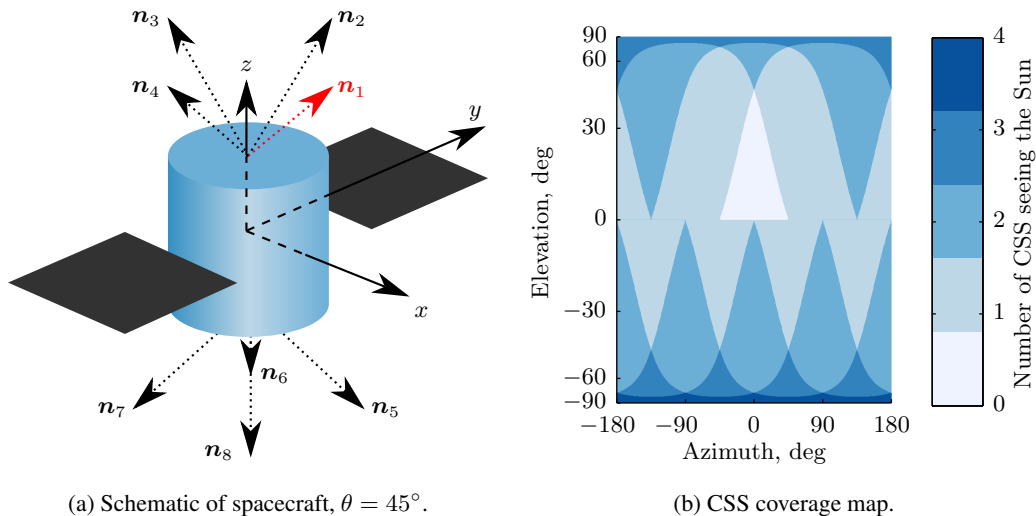 n₃
n₂
n₄
z
n₁
y
x
n₆
n₇
n₅
n₈
(a) Schematic of spacecraft, θ = 45°.
90
60
30
0
−30
−60
−90
Elevation, deg
−180
−90
0
90
180
Azimuth, deg
4
3
2
1
0
Number of CSS seeing the Sun
(b) CSS coverage map.